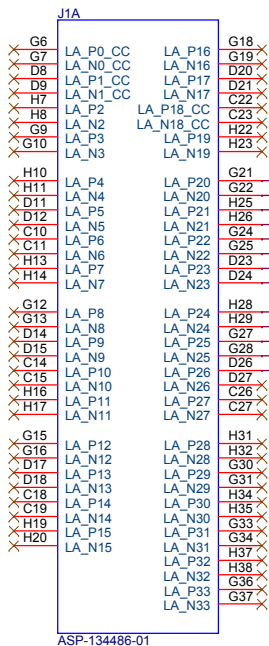 J1A
G6 LA_P0_CC LA_P16 G18
G7 LA_N0_CC LA_N16 G19
D8 LA_P1_CC LA_P17 D20
D9 LA_N1_CC LA_N17 D21
H7 LA_P2 LA_P18_CC C22
H8 LA_N2 LA_N18_CC C23
G9 LA_P3 LA_P19 H22
G10 LA_N3 LA_N19 H23
H10 LA_P4 LA_P20 G21
H11 LA_N4 LA_N20 G22
D11 LA_P5 LA_P21 H25
D12 LA_N5 LA_N21 H26
C10 LA_P6 LA_P22 G24
C11 LA_N6 LA_N22 G25
H13 LA_P7 LA_P23 D23
H14 LA_N7 LA_N23 D24
G12 LA_P8 LA_P24 H28
G13 LA_N8 LA_N24 H29
D14 LA_P9 LA_P25 G27
D15 LA_N9 LA_N25 G28
C14 LA_P10 LA_P26 D26
C15 LA_N10 LA_N26 D27
H16 LA_P11 LA_P27 C26
H17 LA_N11 LA_N27 C27
G15 LA_P12 LA_P28 H31
G16 LA_N12 LA_N28 H32
D17 LA_P13 LA_P29 G30
D18 LA_N13 LA_N29 G31
C18 LA_P14 LA_P30 H34
C19 LA_N14 LA_N30 H35
H19 LA_P15 LA_P31 G33
H20 LA_N15 LA_N31 G34
LA_P32 H37
LA_N32 H38
LA_P33 G36
LA_N33 G37
ASP-134486-01